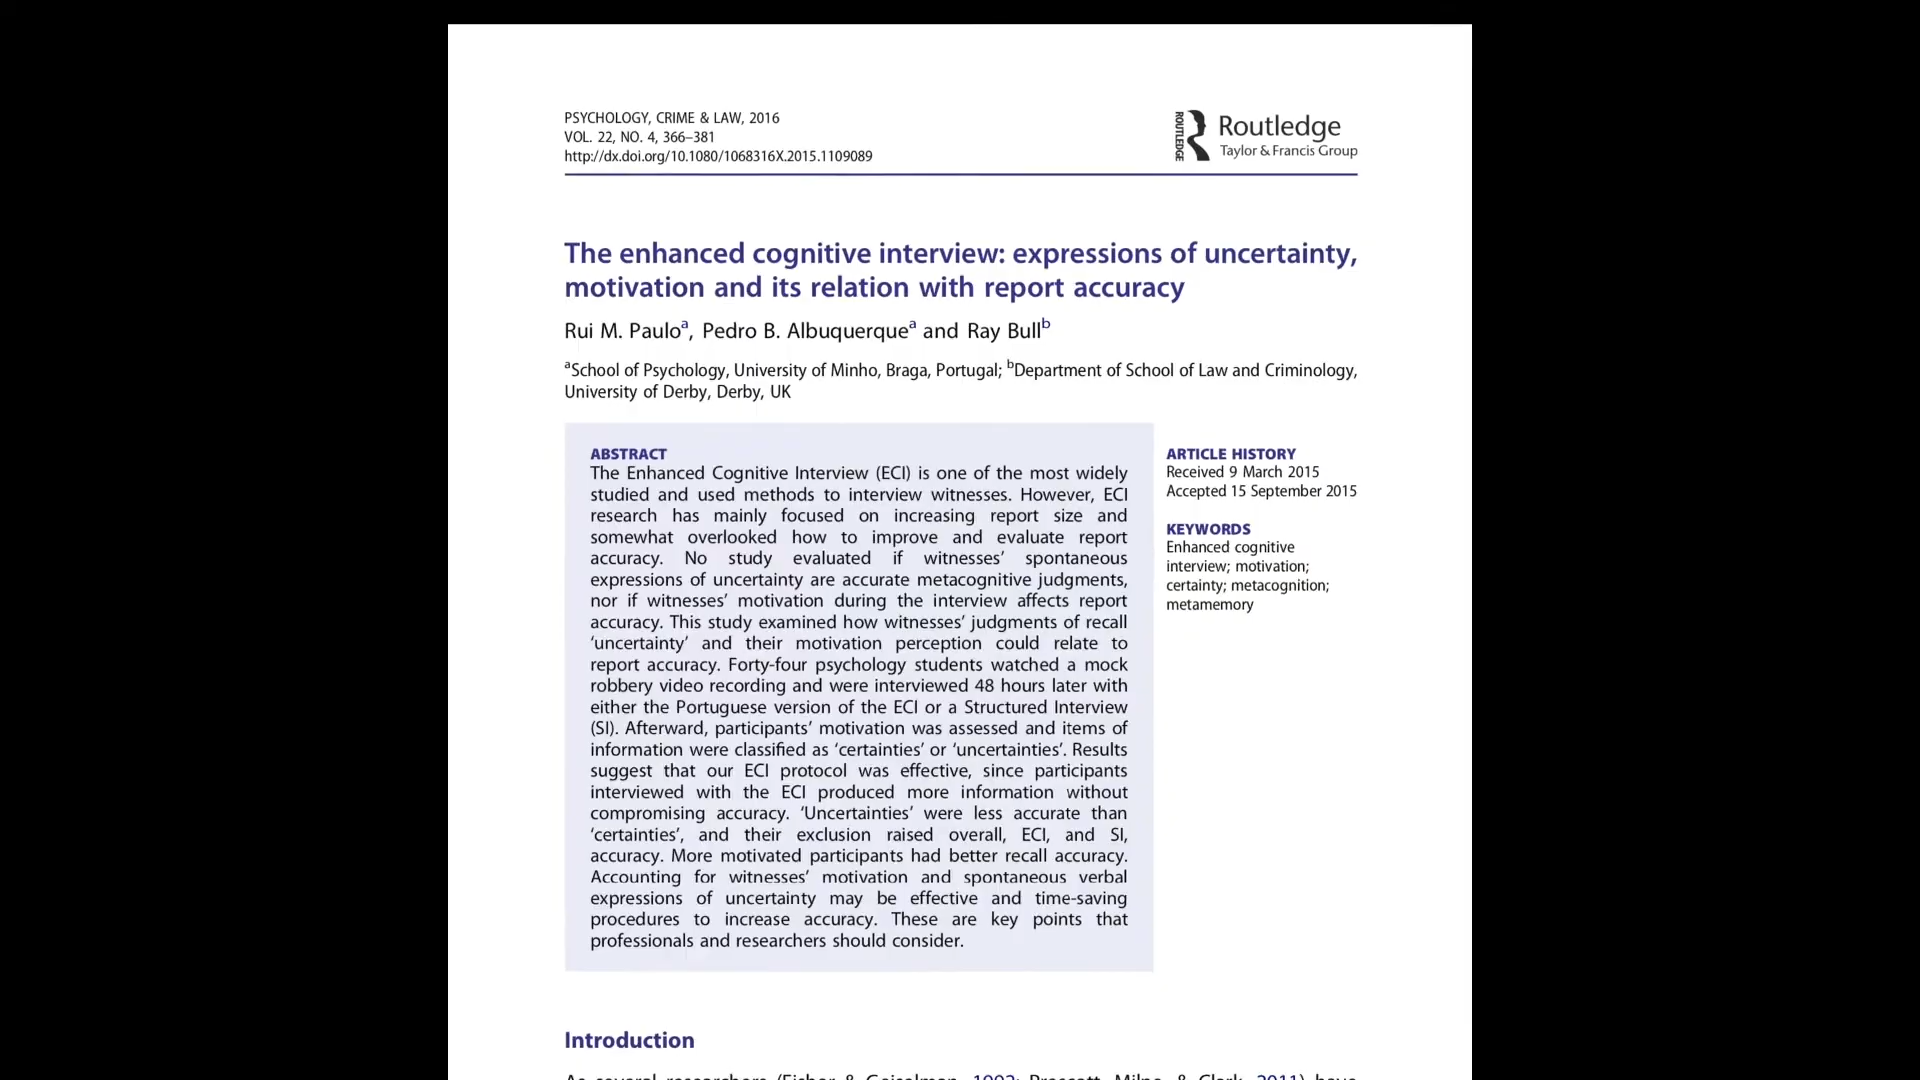 PSYCHOLOGY, CRIME & LAW, 2016
VOL. 22, NO. 4, 366–381
http://dx.doi.org/10.1080/1068316X.2015.1109089
ROUTLEDGE
Routledge
Taylor & Francis Group
The enhanced cognitive interview: expressions of uncertainty,
motivation and its relation with report accuracy
Rui M. Pauloa, Pedro B. Albuquerquea and Ray Bullb
aSchool of Psychology, University of Minho, Braga, Portugal; bDepartment of School of Law and Criminology,
University of Derby, Derby, UK
ABSTRACT
The Enhanced Cognitive Interview (ECI) is one of the most widely
studied and used methods to interview witnesses. However, ECI
research has mainly focused on increasing report size and
somewhat overlooked how to improve and evaluate report
accuracy. No study evaluated if witnesses’ spontaneous
expressions of uncertainty are accurate metacognitive judgments,
nor if witnesses’ motivation during the interview affects report
accuracy. This study examined how witnesses’ judgments of recall
‘uncertainty’ and their motivation perception could relate to
report accuracy. Forty-four psychology students watched a mock
robbery video recording and were interviewed 48 hours later with
either the Portuguese version of the ECI or a Structured Interview
(SI). Afterward, participants’ motivation was assessed and items of
information were classified as ‘certainties’ or ‘uncertainties’. Results
suggest that our ECI protocol was effective, since participants
interviewed with the ECI produced more information without
compromising accuracy. ‘Uncertainties’ were less accurate than
‘certainties’, and their exclusion raised overall, ECI, and SI,
accuracy. More motivated participants had better recall accuracy.
Accounting for witnesses’ motivation and spontaneous verbal
expressions of uncertainty may be effective and time-saving
procedures to increase accuracy. These are key points that
professionals and researchers should consider.
ARTICLE HISTORY
Received 9 March 2015
Accepted 15 September 2015
KEYWORDS
Enhanced cognitive
interview; motivation;
certainty; metacognition;
metamemory
Introduction
As several researchers (Fisher & Geiselman, 1992; Prescott, Milne, & Clark, 2011) have